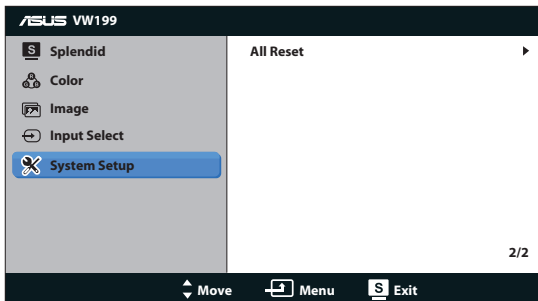 ASUS VW199
S Splendid
Color
Image
Input Select
System Setup
All Reset
2/2
Move Menu S Exit